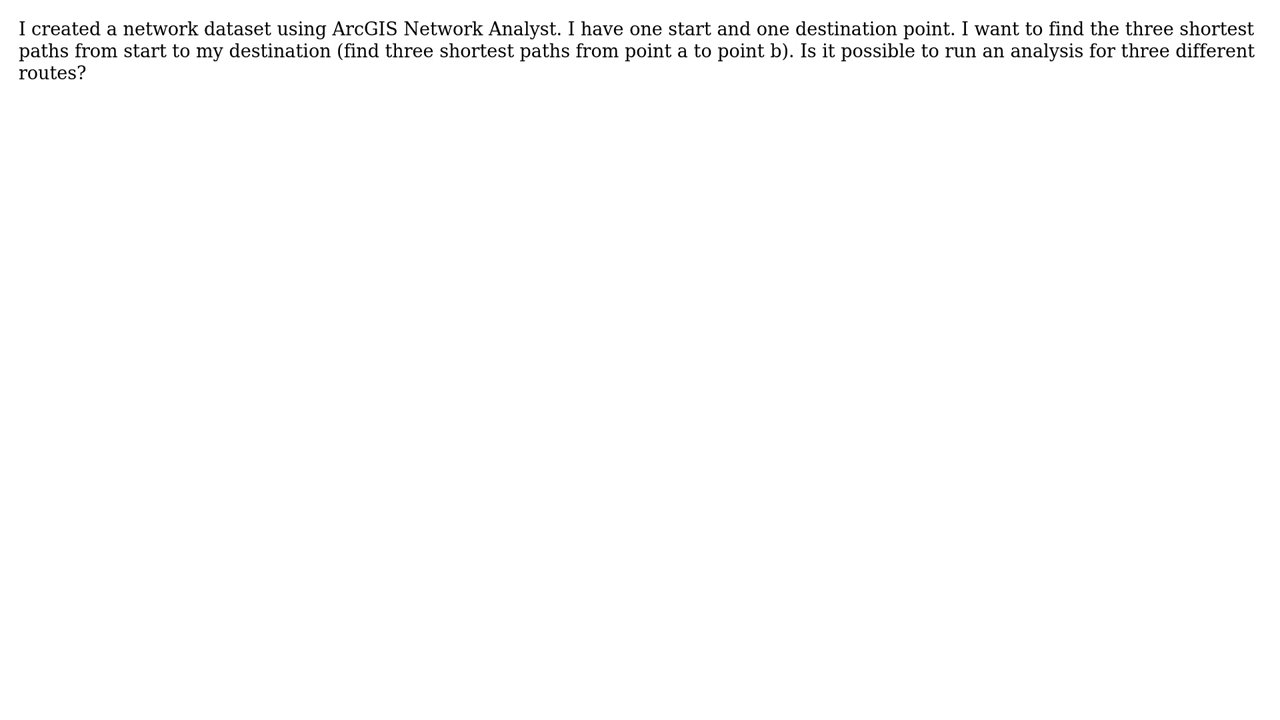 I created a network dataset using ArcGIS Network Analyst. I have one start and one destination point. I want to find the three shortest
paths from start to my destination (find three shortest paths from point a to point b). Is it possible to run an analysis for three different
routes?